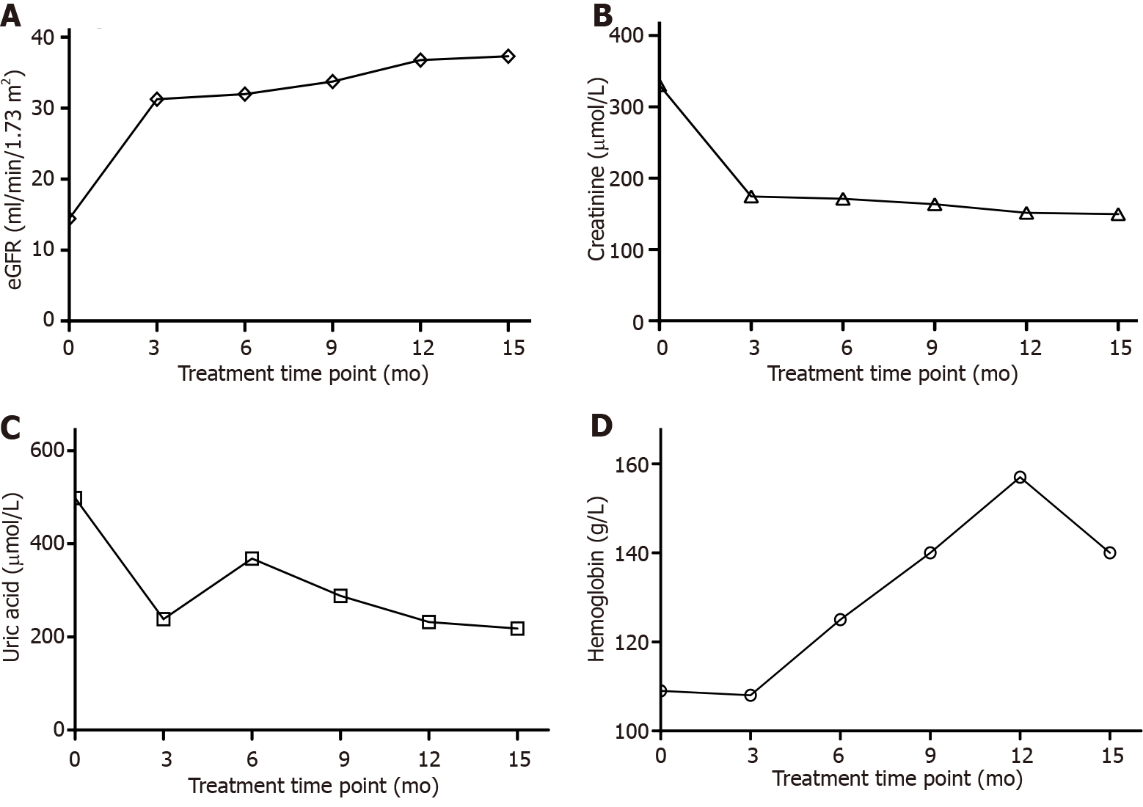 A
eGFR (ml/min/1.73 m²)
40
30
20
10
0
0 3 6 9 12 15
Treatment time point (mo)
B
Creatinine (μmol/L)
400
300
200
100
0
0 3 6 9 12 15
Treatment time point (mo)
C
Uric acid (μmol/L)
600
400
200
0
0 3 6 9 12 15
Treatment time point (mo)
D
Hemoglobin (g/L)
160
140
120
100
0 3 6 9 12 15
Treatment time point (mo)